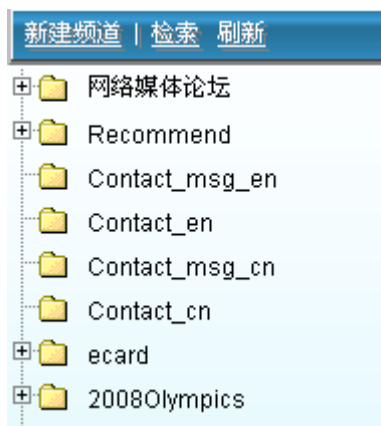 新建频道 | 检索 刷新
网络媒体论坛
Recommend
Contact_msg_en
Contact_en
Contact_msg_cn
Contact_cn
ecard
2008Olympics